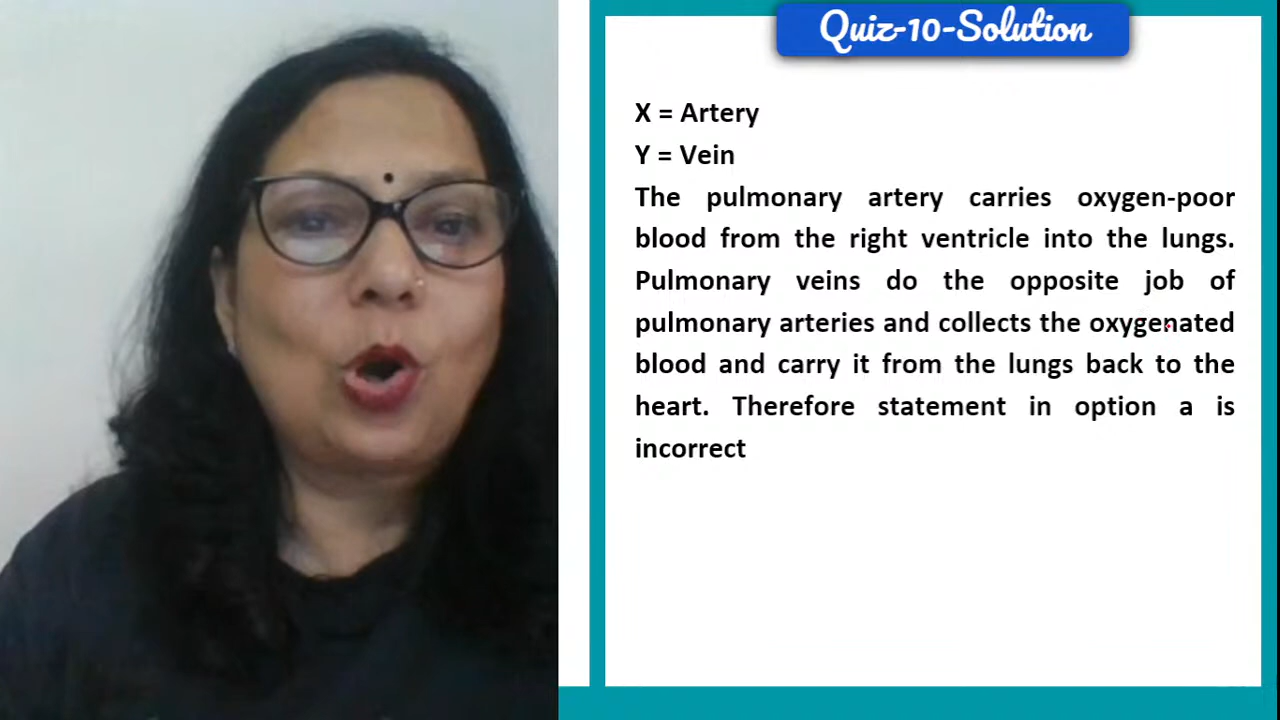 Quiz-10-Solution
X = Artery
Y = Vein
The pulmonary artery carries oxygen-poor
blood from the right ventricle into the lungs.
Pulmonary veins do the opposite job of
pulmonary arteries and collects the oxygenated
blood and carry it from the lungs back to the
heart. Therefore statement in option a is
incorrect